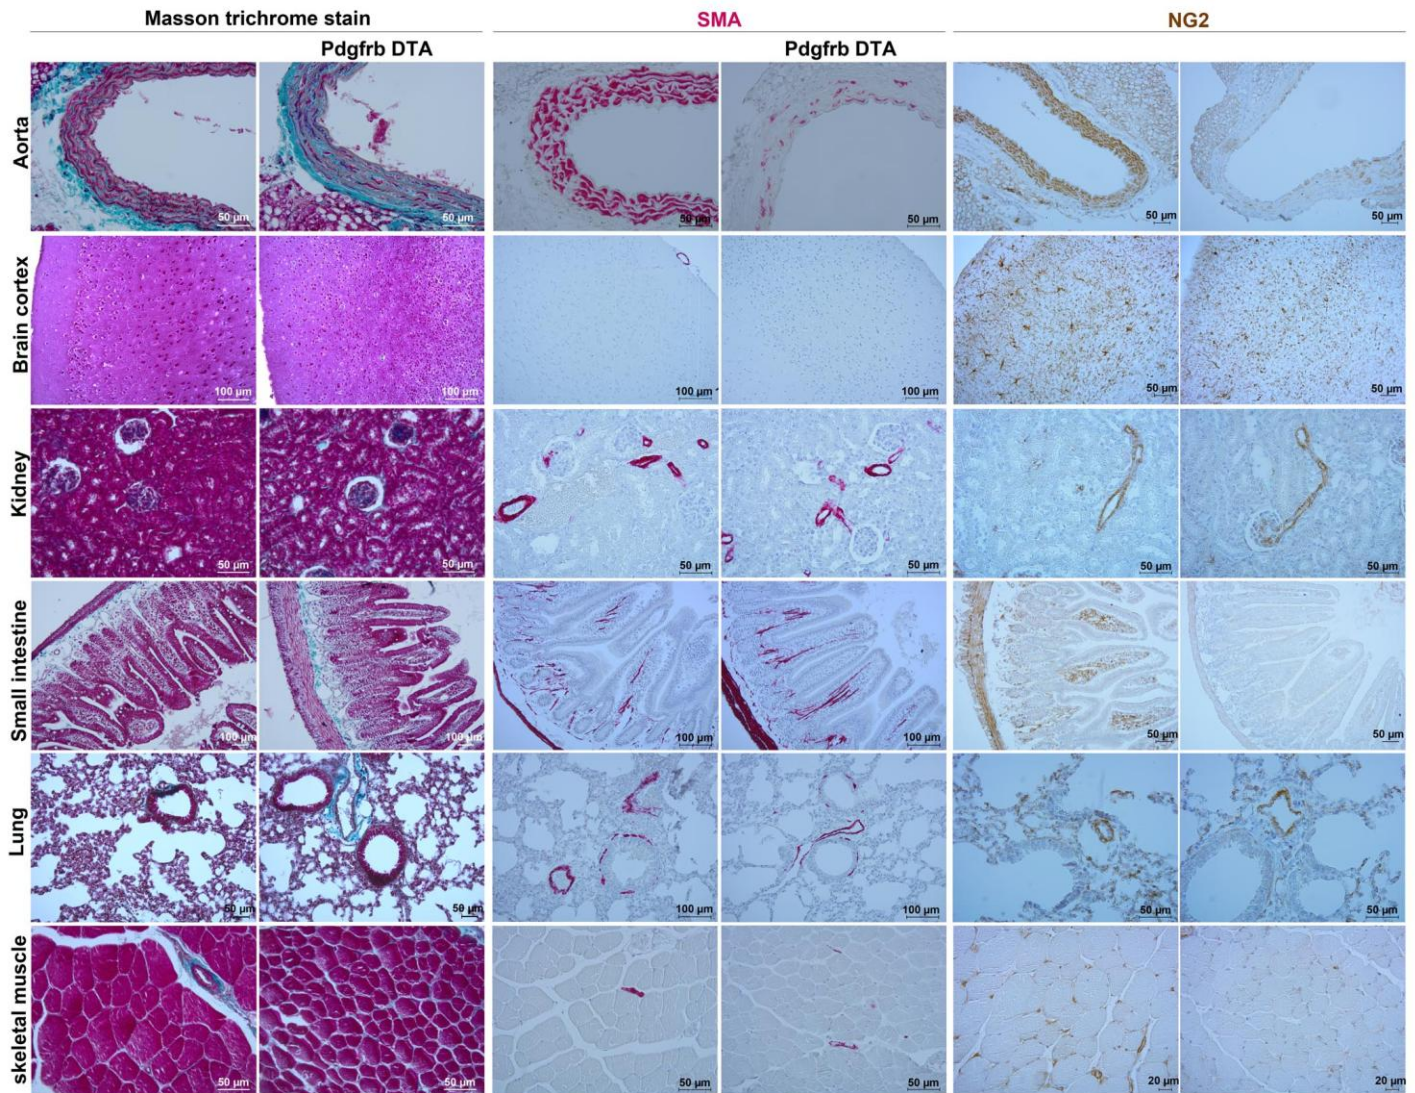 Masson trichrome stain SMA NG2
Pdgfrb DTA Pdgfrb DTA
Aorta
50 µm 50 µm 50 µm 50 µm 50 µm 50 µm
Brain cortex
100 µm 100 µm 100 µm 100 µm 50 µm 50 µm
Kidney
50 µm 50 µm 50 µm 50 µm 50 µm 50 µm
Small intestine
100 µm 100 µm 100 µm 100 µm 50 µm 50 µm
Lung
50 µm 50 µm 100 µm 100 µm 50 µm 50 µm
skeletal muscle
50 µm 50 µm 50 µm 50 µm 20 µm 20 µm